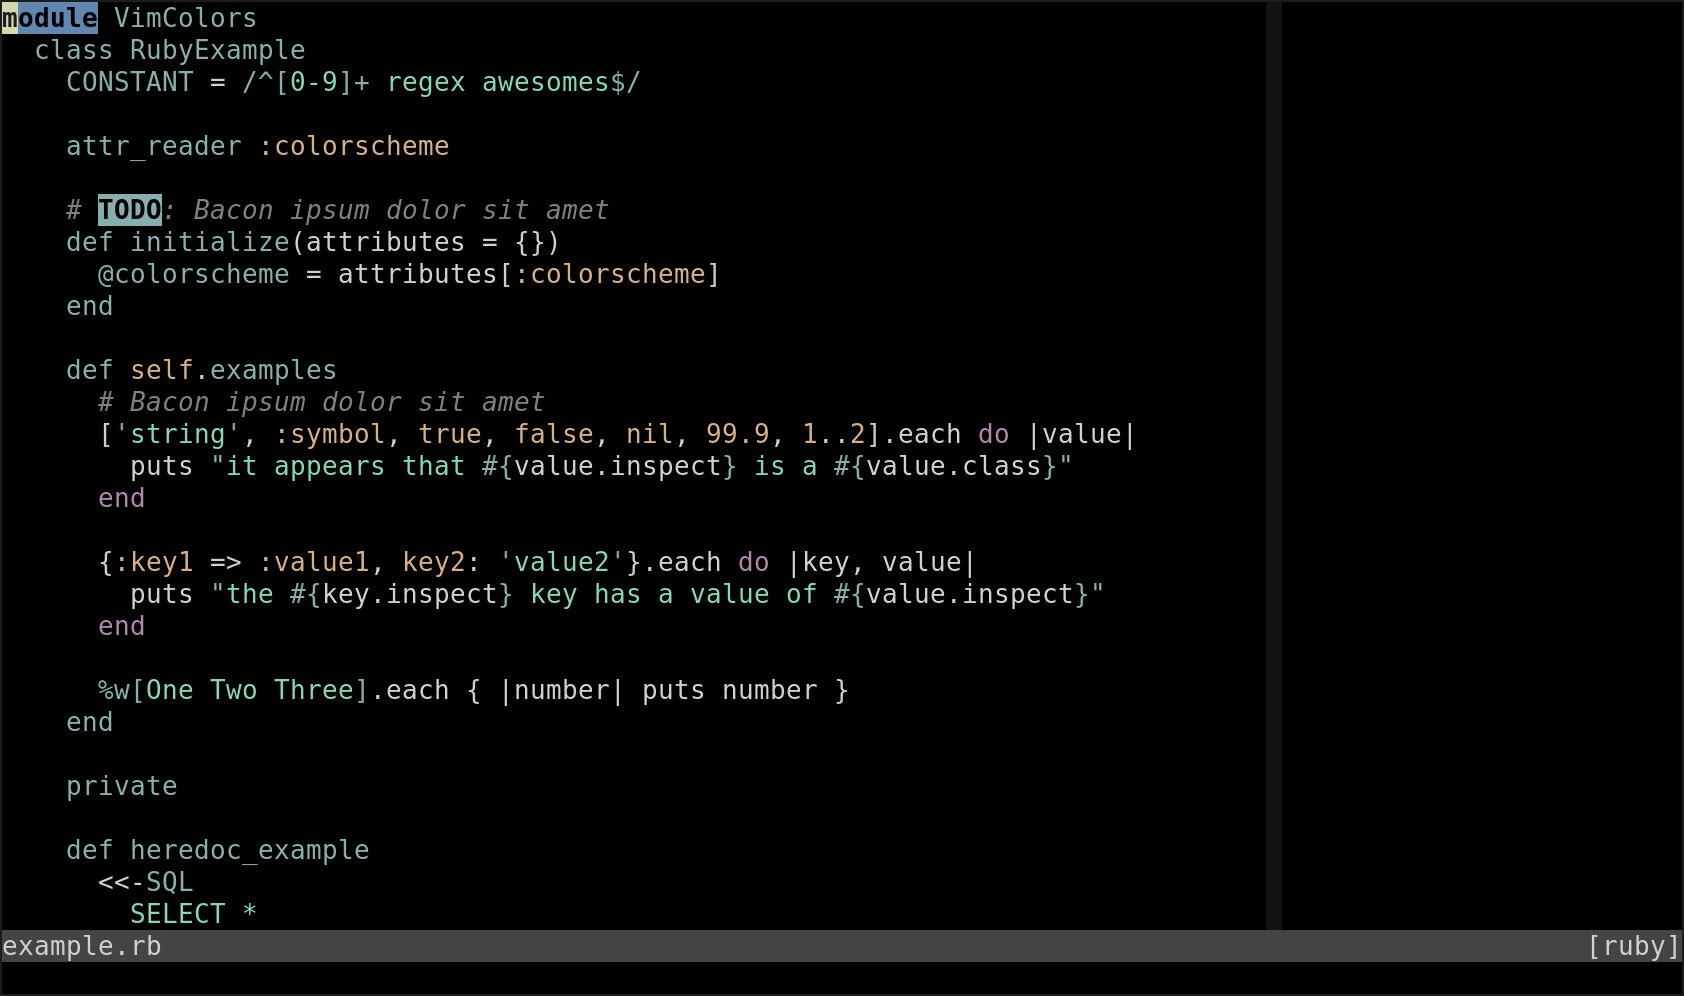 module VimColors
  class RubyExample
    CONSTANT = /^[0-9]+ regex awesomes$/

    attr_reader :colorscheme

    # TODO: Bacon ipsum dolor sit amet
    def initialize(attributes = {})
      @colorscheme = attributes[:colorscheme]
    end

    def self.examples
      # Bacon ipsum dolor sit amet
      ['string', :symbol, true, false, nil, 99.9, 1..2].each do |value|
        puts "it appears that #{value.inspect} is a #{value.class}"
      end

      {:key1 => :value1, key2: 'value2'}.each do |key, value|
        puts "the #{key.inspect} key has a value of #{value.inspect}"
      end

      %w[One Two Three].each { |number| puts number }
    end

    private

    def heredoc_example
      <<-SQL
        SELECT *
example.rb [ruby]